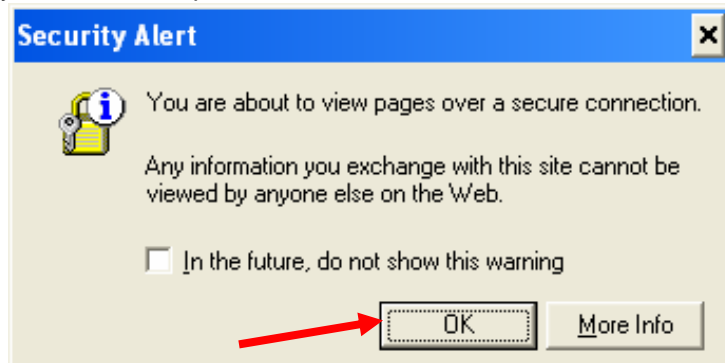 Security Alert
You are about to view pages over a secure connection.
Any information you exchange with this site cannot be
viewed by anyone else on the Web.
In the future, do not show this warning
OK More Info